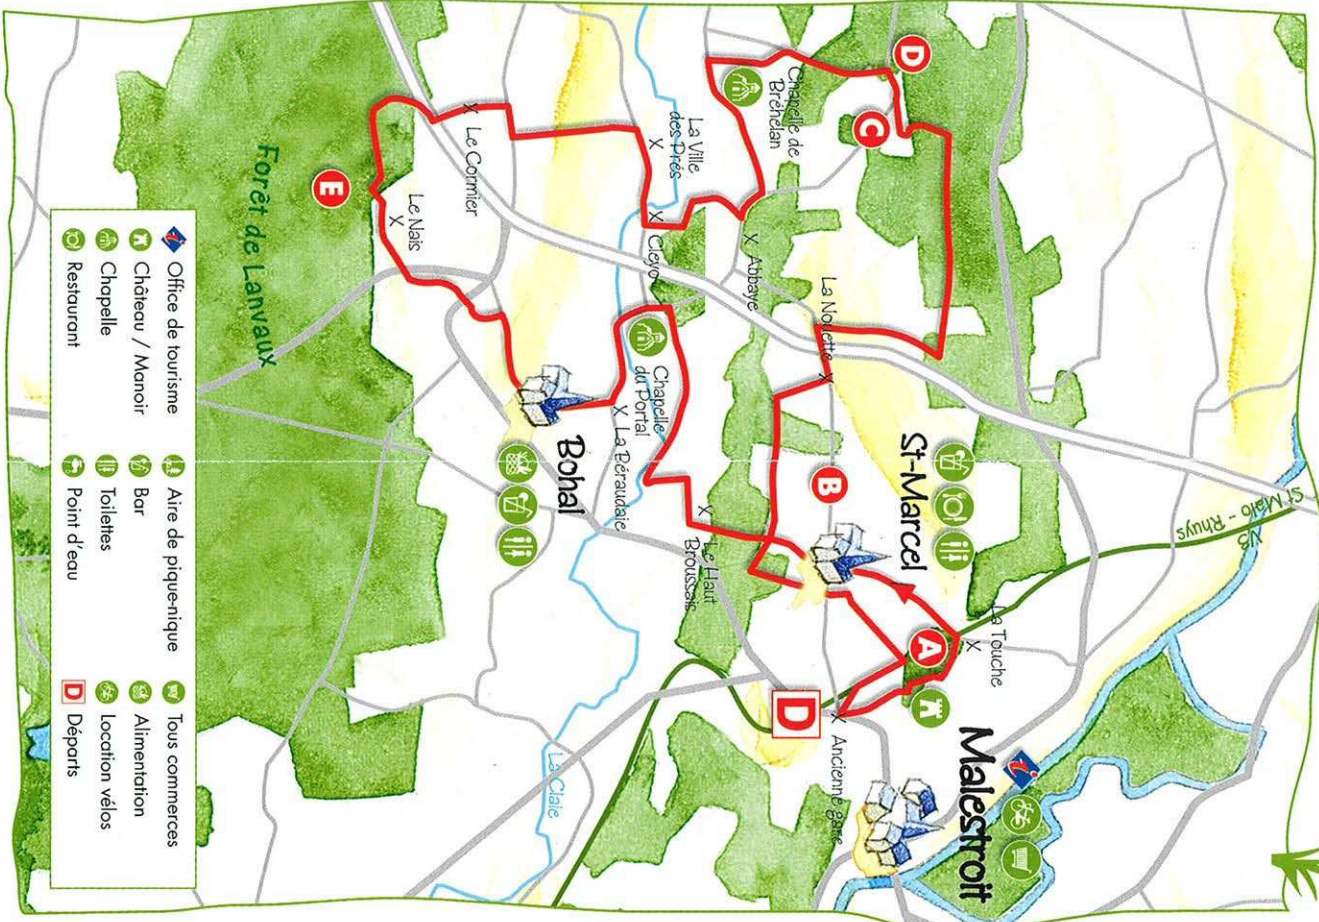 D
C
Chapelle de
Bréhélan
La Ville
des Prés
Le Cormier
E
Le Nais
Forêt de Lanvaux
Cleyo
Abbaye
La Nouette
St-Marcel
B
Chapelle
du Portal
La Béraudaie
Bohal
Le Haut
Broussais
A
La Touche
V3
St Malo - Rhuys
D
Ancienne gare
Malestroit
i
La Claie
i Office de tourisme
Château / Manoir
Chapelle
Restaurant
Aire de pique-nique
Bar
Toilettes
Point d'eau
Tous commerces
Alimentation
Location vélos
D Départs